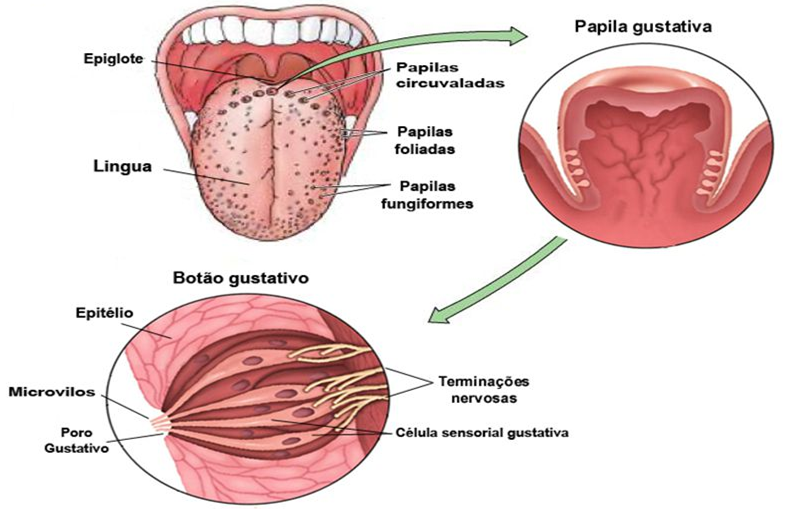 Papila gustativa
Epiglote
Papilas
circuvaladas
Papilas
foliadas
Lingua
Papilas
fungiformes
Botão gustativo
Epitélio
Microvilos
Terminações
nervosas
Poro
Gustativo
Célula sensorial gustativa